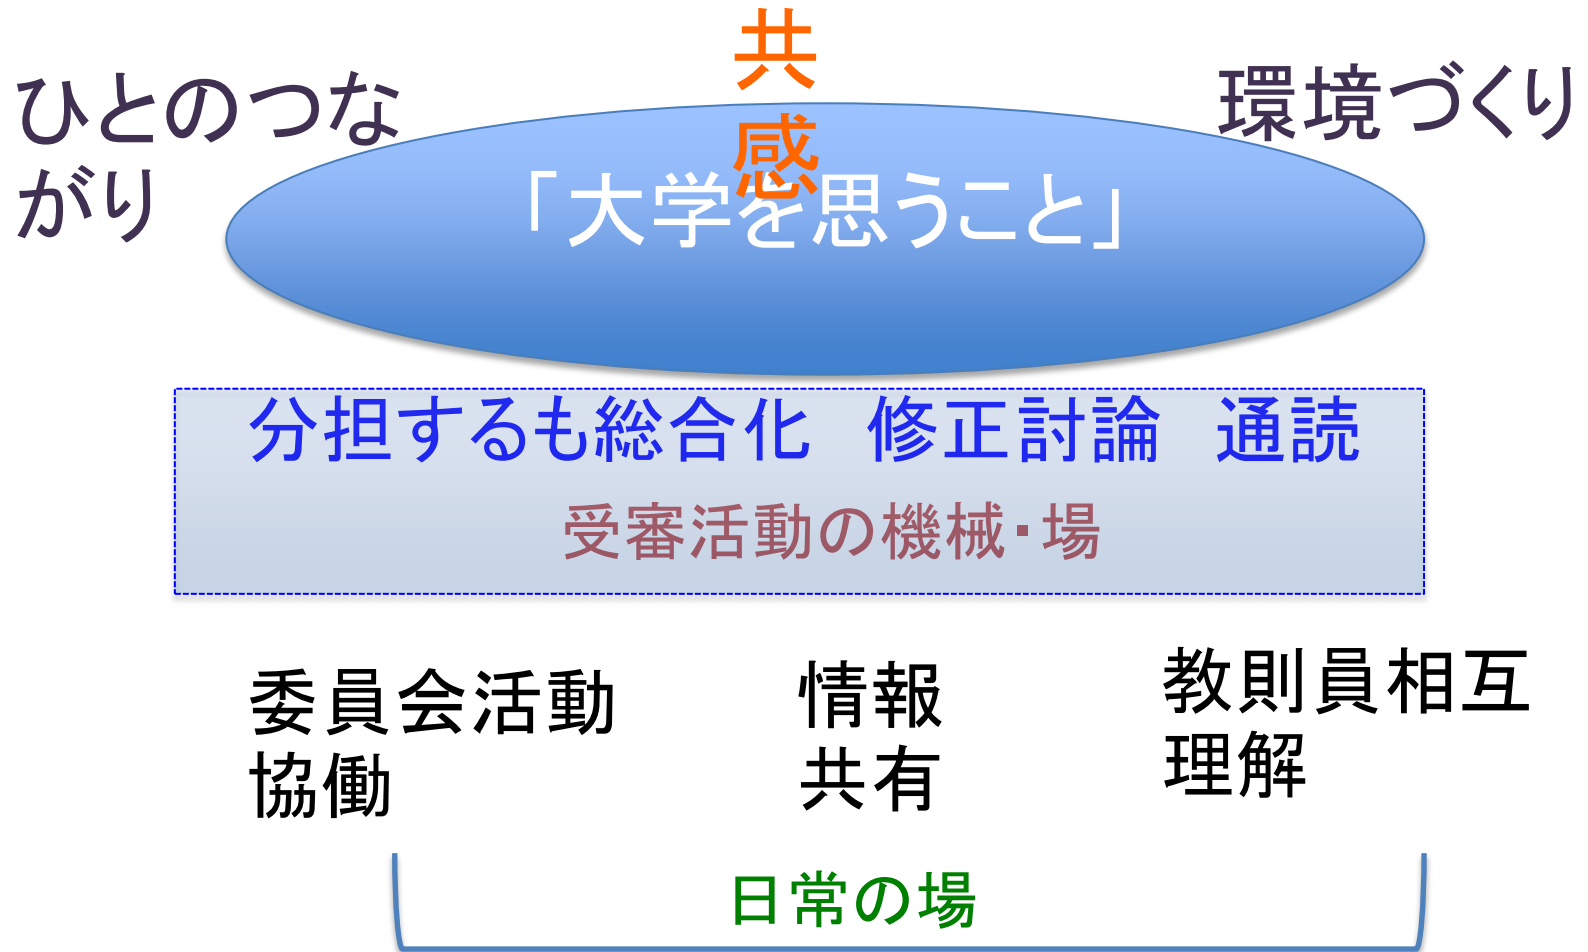 共
感
ひとのつな
がり
環境づくり
「大学を思うこと」
分担するも総合化　修正討論　通読
受審活動の機械・場
委員会活動
協働
情報
共有
教則員相互
理解
日常の場